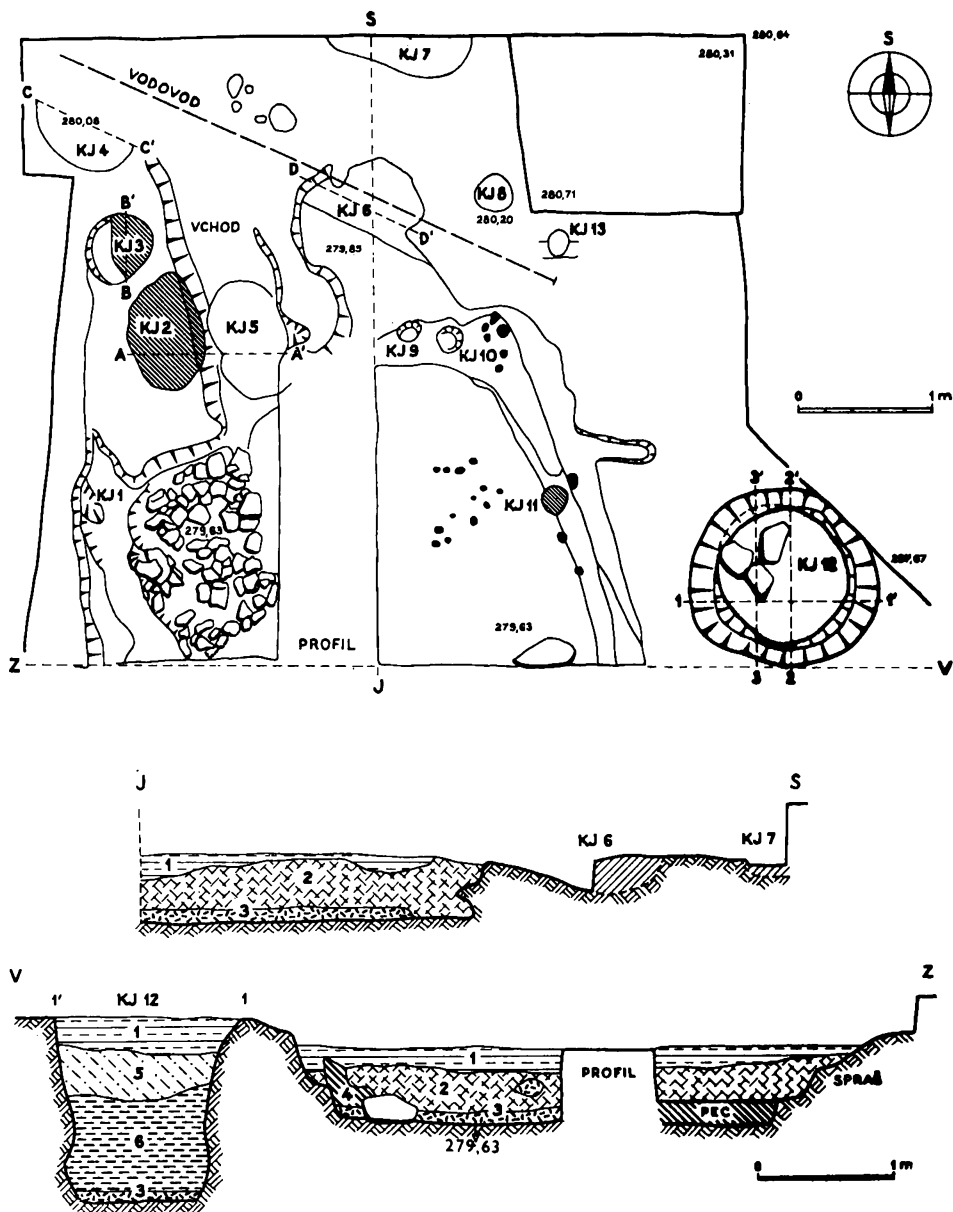 S
280,64
280,31
S
KJ 7
VODOVOD
C
280,08
C'
KJ 4
D
KJ 6
D'
KJ 8
280,20
280,71
KJ 13
B'
KJ 3
B
VCHOD
279,85
KJ 2
KJ 5
A
A'
KJ 9
KJ 10
0
1 m
KJ 1
279,63
KJ 11
3'
2'
KJ 12
1
1'
279,63
PROFIL
3
2
Z
J
V
J
S
KJ 6
KJ 7
1
2
3
V
1'
KJ 12
1
Z
1
5
6
3
1
2
4
3
279,63
PROFIL
SPRAŠ
PEC
0
1 m